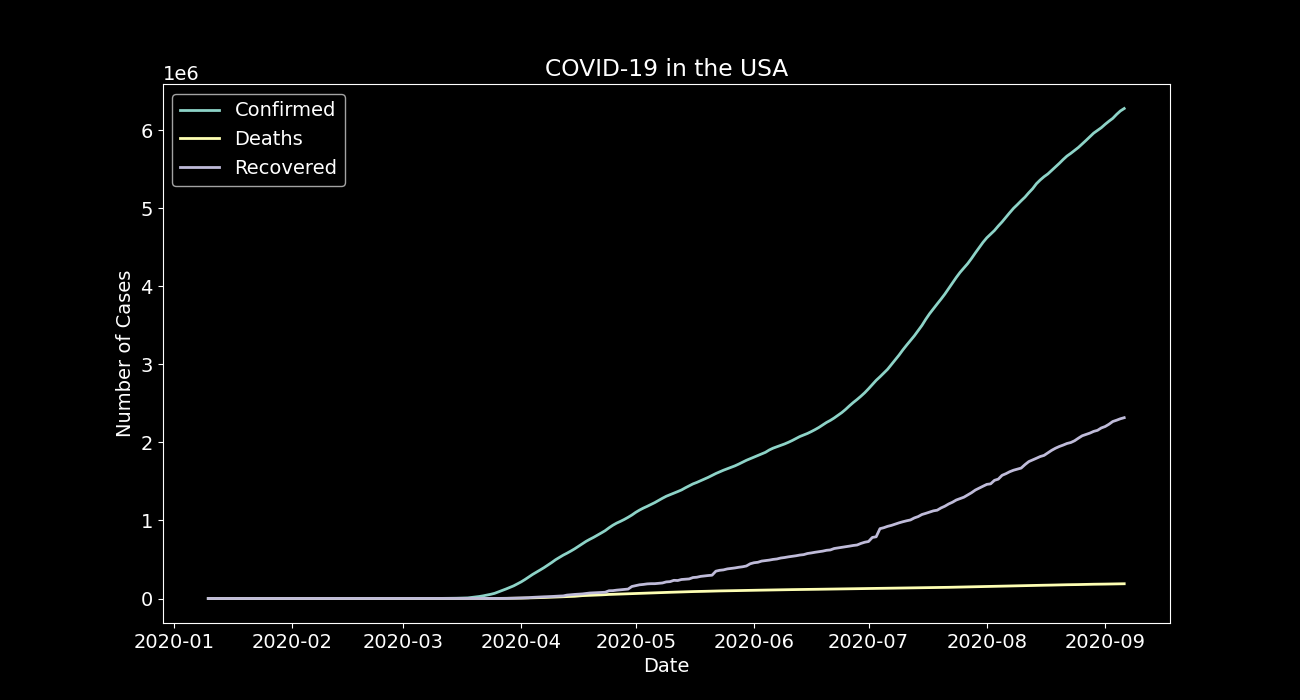 COVID-19 in the USA
1e6
Confirmed
Deaths
Recovered
6
5
4
3
2
1
0
Number of Cases
2020-01 2020-02 2020-03 2020-04 2020-05 2020-06 2020-07 2020-08 2020-09
Date